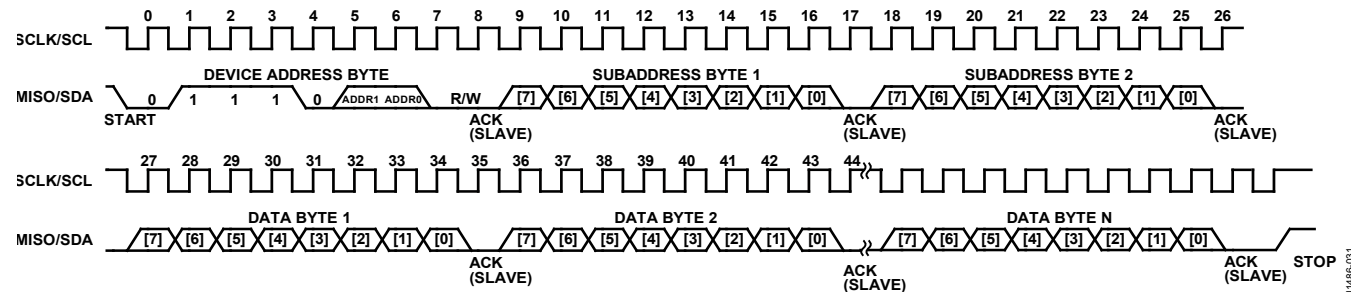 0 1 2 3 4 5 6 7 8 9 10 11 12 13 14 15 16 17 18 19 20 21 22 23 24 25 26
SCLK/SCL
DEVICE ADDRESS BYTE SUBADDRESS BYTE 1 SUBADDRESS BYTE 2
MISO/SDA 0 1 1 1 0 ADDR1 ADDR0 R/W [7] [6] [5] [4] [3] [2] [1] [0] [7] [6] [5] [4] [3] [2] [1] [0]
START ACK (SLAVE) ACK (SLAVE) ACK (SLAVE)
27 28 29 30 31 32 33 34 35 36 37 38 39 40 41 42 43 44
SCLK/SCL
DATA BYTE 1 DATA BYTE 2 DATA BYTE N
MISO/SDA [7] [6] [5] [4] [3] [2] [1] [0] [7] [6] [5] [4] [3] [2] [1] [0] [7] [6] [5] [4] [3] [2] [1] [0]
ACK (SLAVE) ACK (SLAVE) ACK (SLAVE) STOP
11486-031